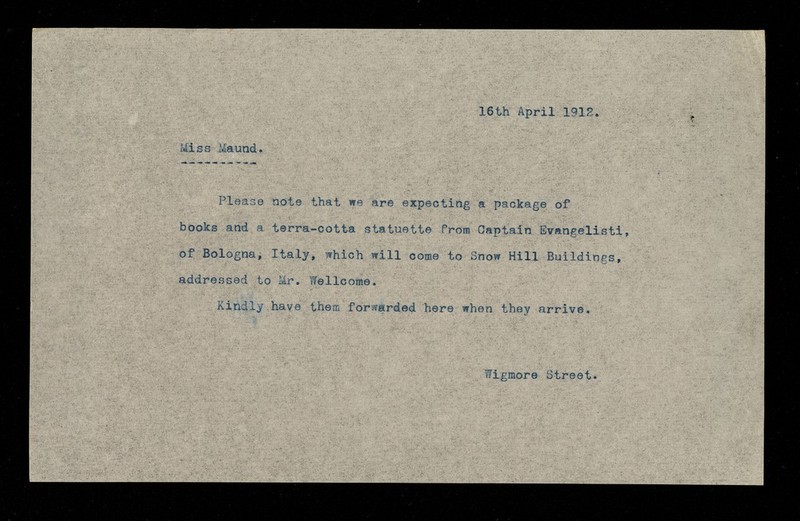 16th April 1912.
Miss Maund.
Please note that we are expecting a package of
books and a terra-cotta statuette from Captain Evangelisti,
of Bologna, Italy, which will come to Snow Hill Buildings,
addressed to Mr. Wellcome.
Kindly have them forwarded here when they arrive.
Wigmore Street.